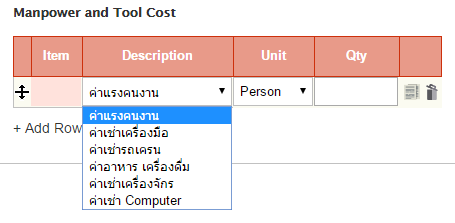 Manpower and Tool Cost
Item Description Unit Qty
ค่าแรงคนงาน Person
ค่าแรงคนงาน
+ Add Row
ค่าเช่าเครื่องมือ
ค่าเช่ารถเครน
ค่าอาหาร เครื่องดื่ม
ค่าเช่าเครื่องจักร
ค่าเช่า Computer